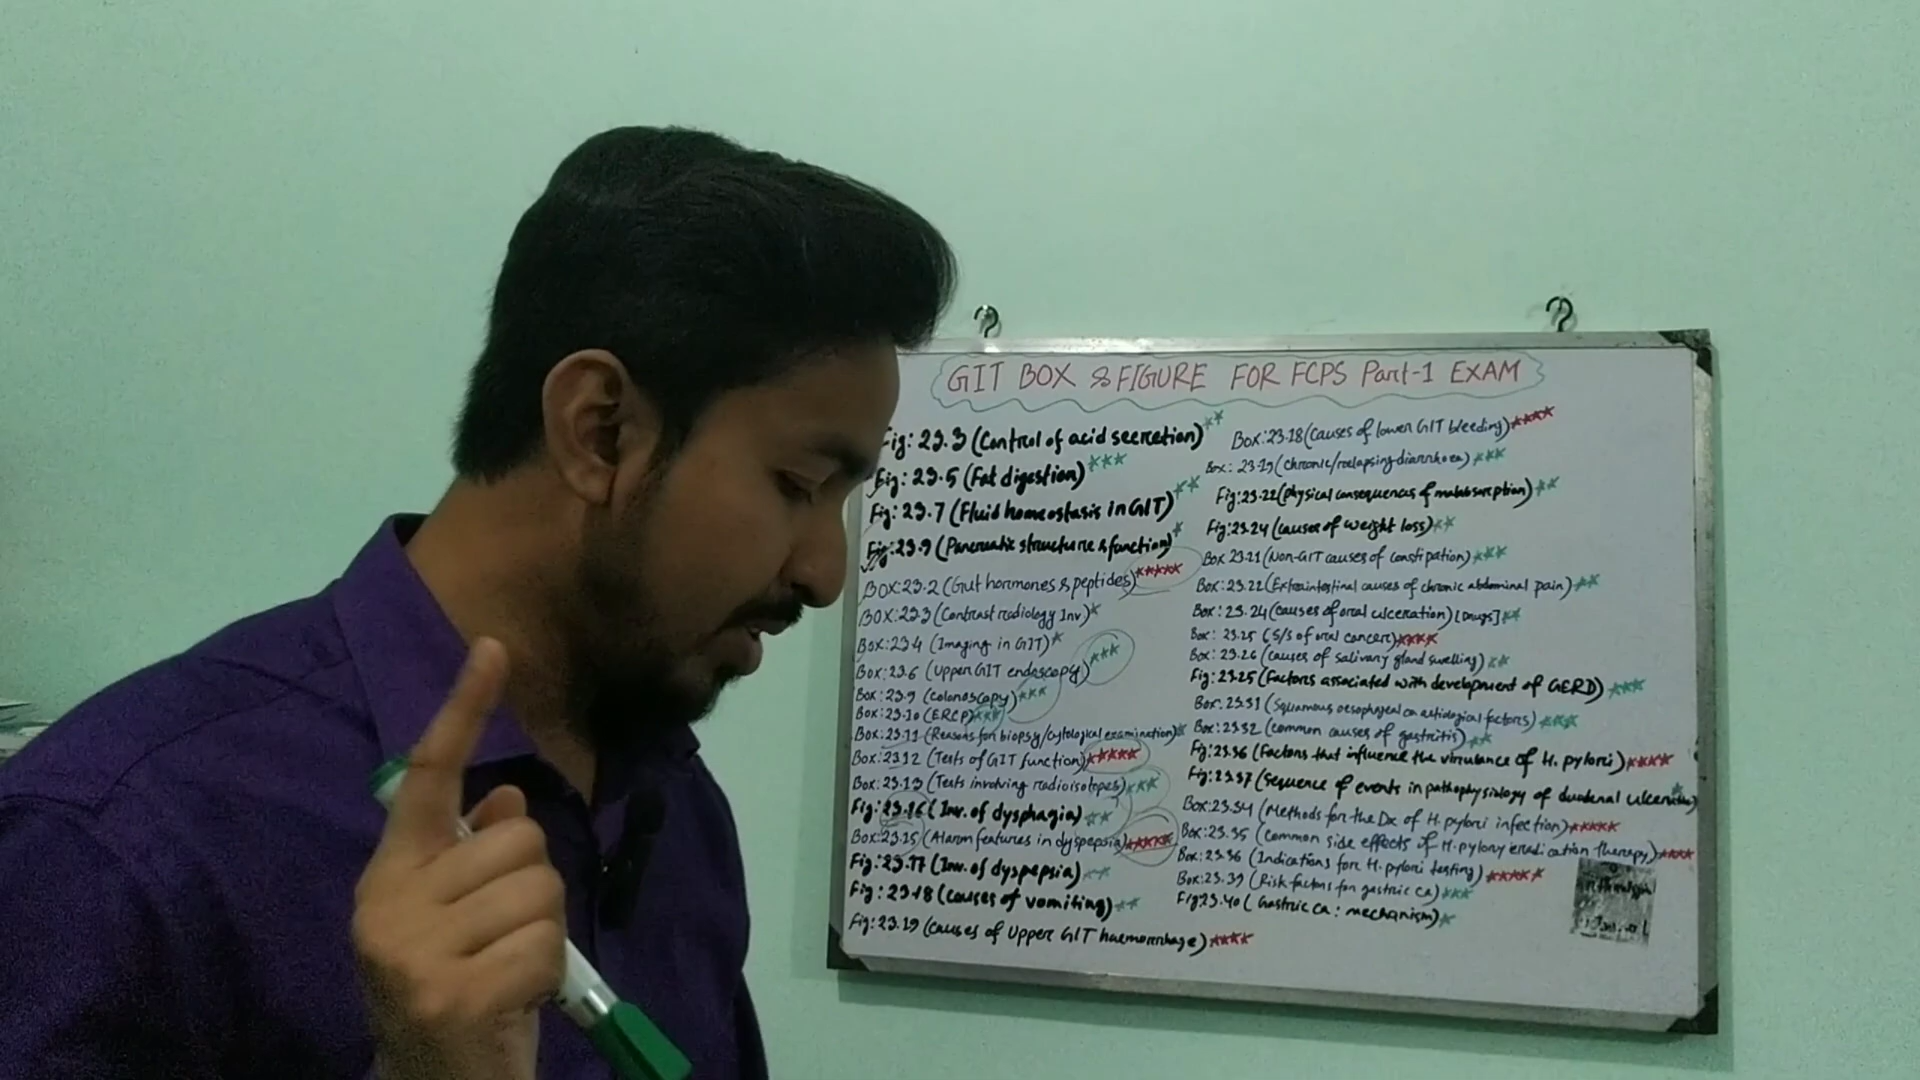 GIT BOX & FIGURE FOR FCPS Part-1 EXAM
Fig: 23.3 (Control of acid secretion)**
Fig: 23.5 (Fat digestion)***
Fig: 23.7 (Fluid homeostasis in GIT)**
Fig: 23.9 (Pancreatic structure & function)*
BOX: 23.2 (Gut hormones & peptides)*****
BOX: 23.3 (Contrast radiology Inv)*
Box: 23.4 (Imaging in GIT)*
Box: 23.6 (Upper GIT endoscopy)***
Box: 23.9 (Colonoscopy)***
Box: 23.10 (ERCP)***
Box: 23.11 (Reasons for biopsy/cytological examination)*
Box: 23.12 (Tests of GIT function)****
Box: 23.13 (Tests involving radioisotopes)***
Fig: 23.16 (Inv. of dysphagia)**
Box: 23.15 (Alarm features in dyspepsia)*****
Fig: 23.17 (Inv. of dyspepsia)**
Fig: 23.18 (causes of vomiting)**
Fig: 23.19 (causes of Upper GIT haemorrhage)****
Box: 23.18 (Causes of lower GIT bleeding)****
Box: 23.19 (chronic/relapsing diarrhoea)***
Fig: 23.22 (physical consequences of malabsorption)**
Fig: 23.24 (causes of weight loss)**
Box 23.21 (Non-GIT causes of constipation)***
Box: 23.22 (Extraintestinal causes of chronic abdominal pain)**
Box: 23.24 (causes of oral ulceration) [Drugs]**
Box: 23.25 (S/S of oral cancer)****
Box: 23.26 (causes of salivary gland swelling)**
Fig: 23.25 (Factors associated with development of GERD)***
Box: 23.31 (Squamous oesophageal ca aetiological factors)***
Box: 23.32 (common causes of gastritis)**
Fig: 23.36 (Factors that influence the virulance of H. pylori)****
Fig: 23.37 (Sequence of events in pathophysiology of duodenal ulceration)*
Box: 23.34 (Methods for the Dx of H. pylori infection)*****
Box: 23.35 (Common side effects of H. pylory eradication therapy)****
Box: 23.36 (Indications for H. pylori testing)*****
Box: 23.39 (Risk factors for gastric ca)***
Fig 23.40 (Gastric ca: mechanism)*